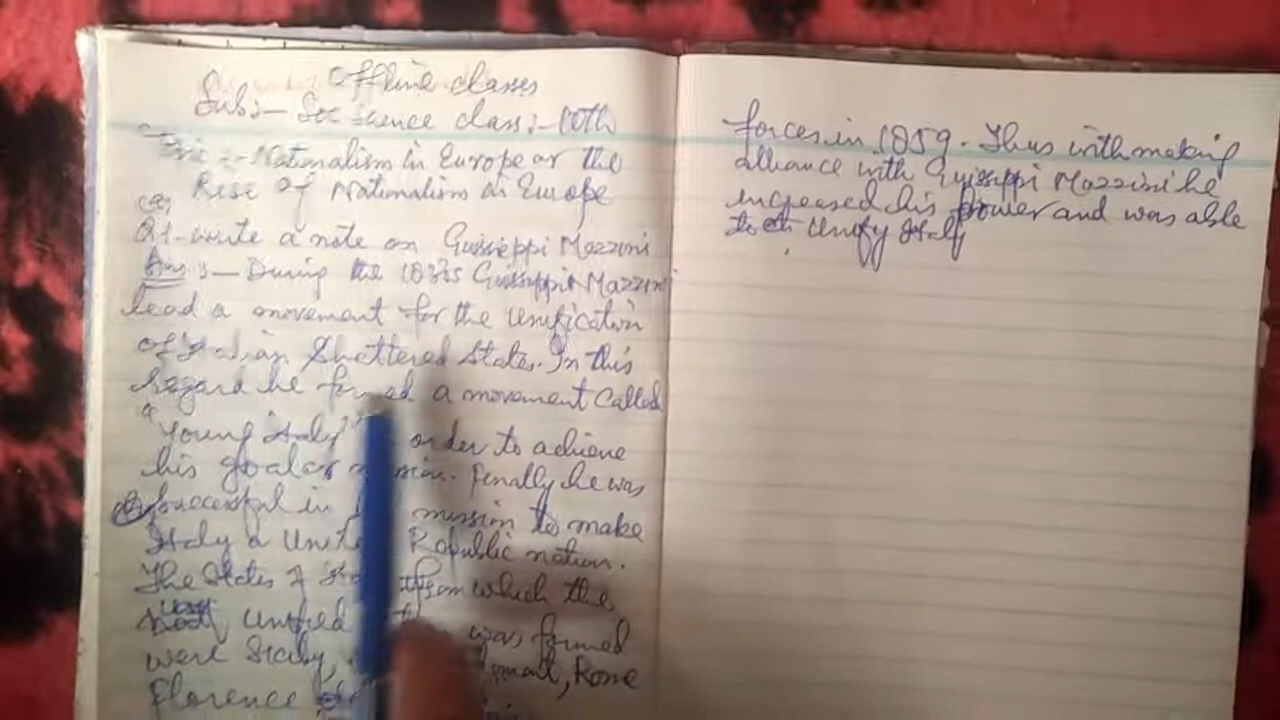 Offline classes
Sub:- Sc science class:- 10th
Topic :- Nationalism in Europe or the
Rise of Nationalism in Europe
Q1- write a note on Guisseppi Mazzini
Ans :- During the 1830s Guisseppi Mazzini
lead a movement for the unification
of Italian Shattered States. In this
regard he formed a movement Called
"Young Italy" order to achieve
his goal or mission. Finally he was
successful in mission to make
Italy a United Republic nation.
The States of from which the
unified was formed
were Sicily, Rome
Florence
forces in 1859. Thus with making
alliance with Guisseppi Mazzini he
increased his power and was able
to Unify Italy